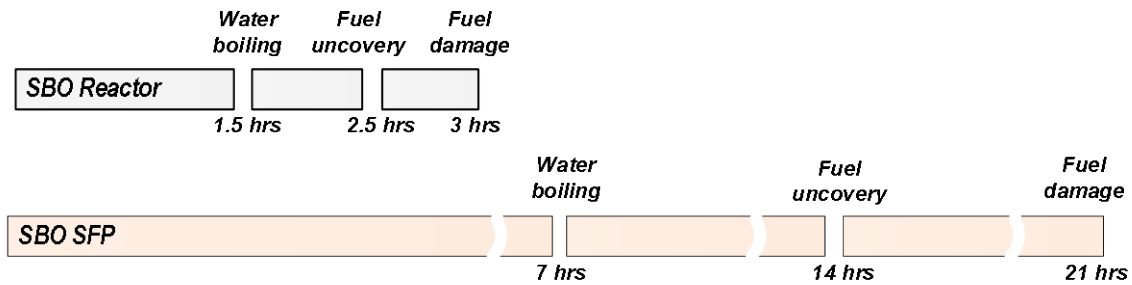 Water boiling
Fuel uncovery
Fuel damage
SBO Reactor
1.5 hrs
2.5 hrs
3 hrs
Water boiling
Fuel uncovery
Fuel damage
SBO SFP
7 hrs
14 hrs
21 hrs